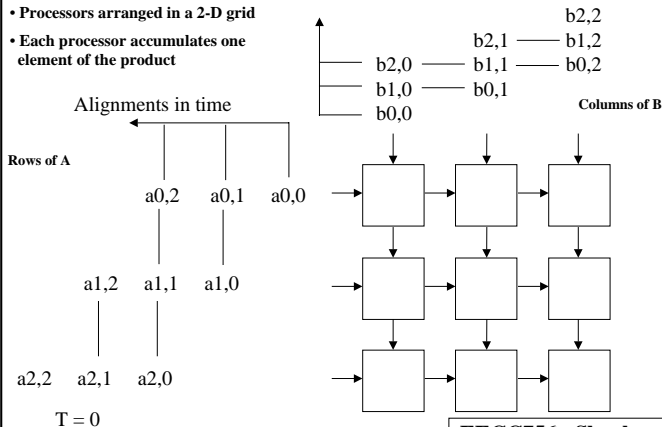 • Processors arranged in a 2-D grid
• Each processor accumulates one
element of the product
b2,2
b2,1 b1,2
b2,0 b1,1 b0,2
b1,0 b0,1
b0,0
Alignments in time
Columns of B
Rows of A
a0,2 a0,1 a0,0
a1,2 a1,1 a1,0
a2,2 a2,1 a2,0
T = 0